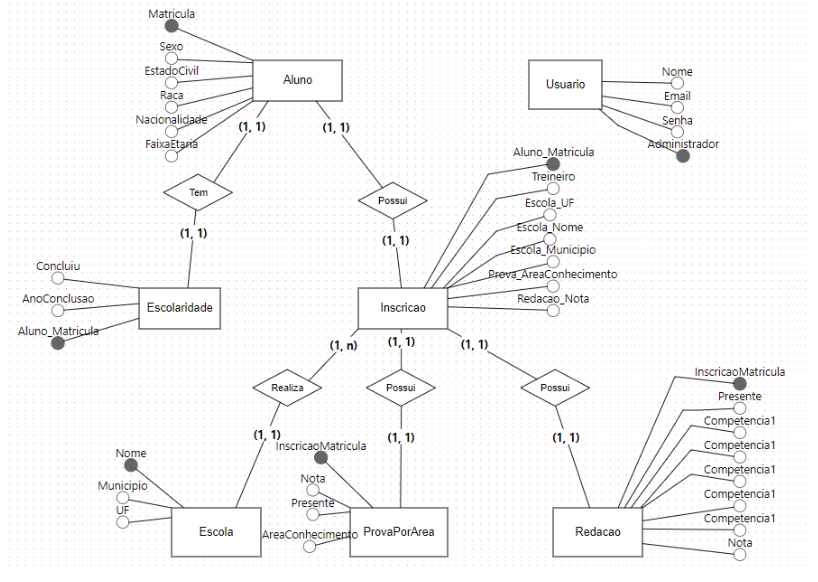 Matricula
Sexo
EstadoCivil
Raca
Nacionalidade
FaixaEtaria
Aluno
(1, 1)
(1, 1)
Usuario
Nome
Email
Senha
Administrador
Tem
(1, 1)
Possui
(1, 1)
Aluno_Matricula
Treineiro
Escola_UF
Escola_Nome
Escola_Municipio
Prova_AreaConhecimento
Redacao_Nota
Concluiu
AnoConclusao
Aluno_Matricula
Escolaridade
Inscricao
(1, n)
(1, 1)
(1, 1)
Realiza
Possui
Possui
(1, 1)
(1, 1)
(1, 1)
Nome
Municipio
UF
Escola
InscricaoMatricula
Nota
Presente
AreaConhecimento
ProvaPorArea
InscricaoMatricula
Presente
Competencia1
Competencia1
Competencia1
Competencia1
Competencia1
Nota
Redacao